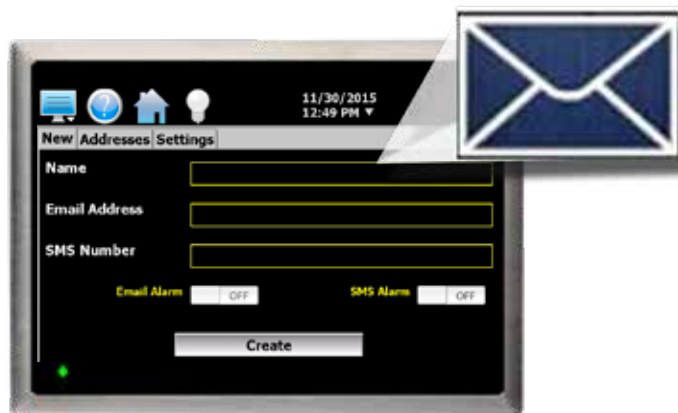 ?
11/30/2015
12:49 PM ▼
New Addresses Settings
Name
Email Address
SMS Number
Email Alarm OFF SMS Alarm OFF
Create